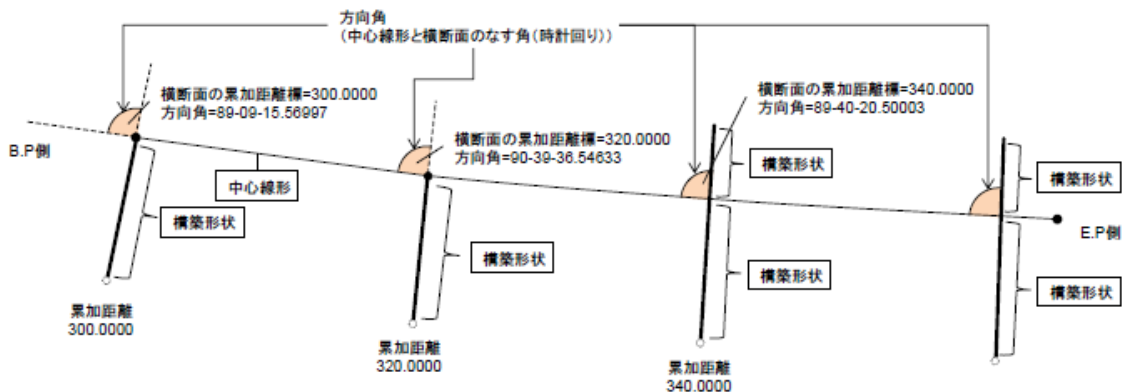 方向角
（中心線形と横断面のなす角（時計回り））
横断面の累加距離標=300.0000
方向角=89-09-15.56997
横断面の累加距離標=320.0000
方向角=90-39-36.54633
横断面の累加距離標=340.0000
方向角=89-40-20.50003
B.P側
中心線形
構築形状
構築形状
構築形状
構築形状
構築形状
構築形状
E.P側
累加距離
300.0000
累加距離
320.0000
累加距離
340.0000